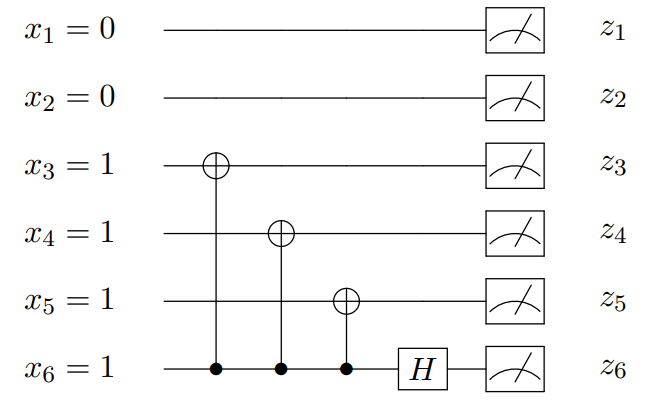 x₁ = 0 z₁
x₂ = 0 z₂
x₃ = 1 z₃
x₄ = 1 z₄
x₅ = 1 z₅
x₆ = 1 H z₆